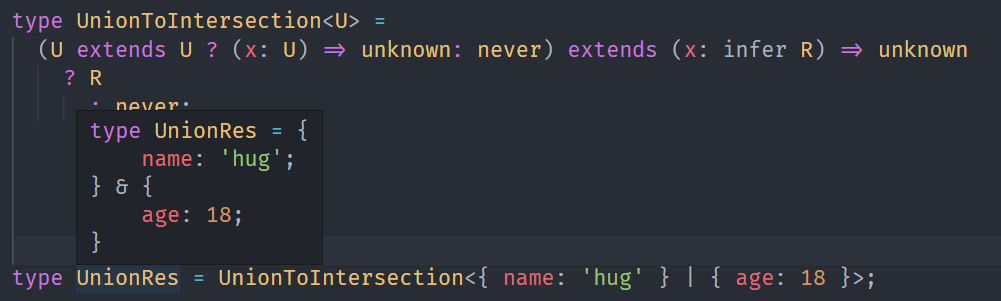 type UnionToIntersection<U> =
  (U extends U ? (x: U) => unknown: never) extends (x: infer R) => unknown
    ? R
      : never;
type UnionRes = {
    name: 'hug';
} & {
    age: 18;
}
type UnionRes = UnionToIntersection<{ name: 'hug' } | { age: 18 }>;